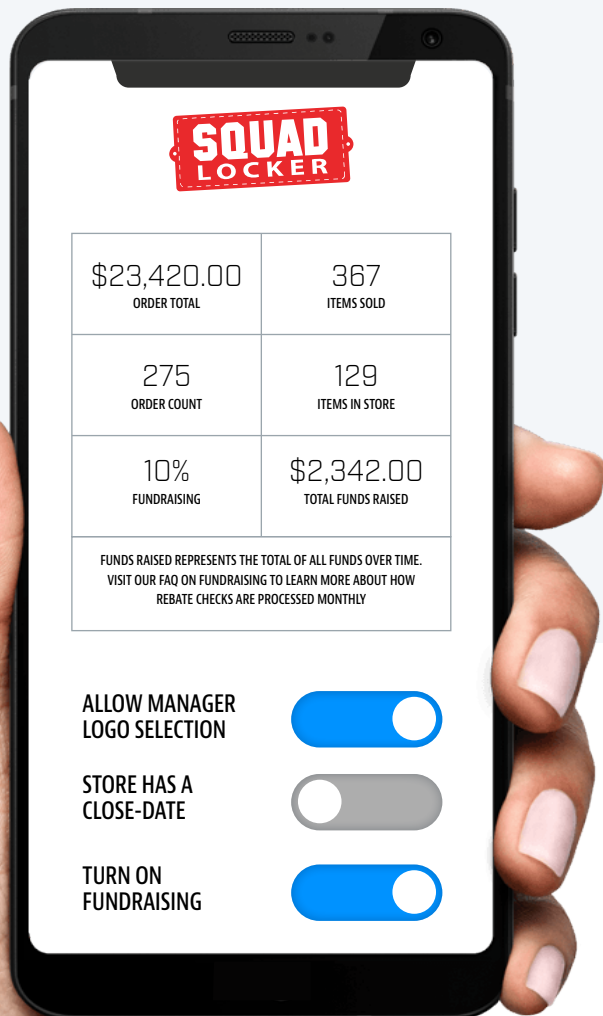 SQUAD
LOCKER
$23,420.00
ORDER TOTAL
367
ITEMS SOLD
275
ORDER COUNT
129
ITEMS IN STORE
10%
FUNDRAISING
$2,342.00
TOTAL FUNDS RAISED
FUNDS RAISED REPRESENTS THE TOTAL OF ALL FUNDS OVER TIME.
VISIT OUR FAQ ON FUNDRAISING TO LEARN MORE ABOUT HOW
REBATE CHECKS ARE PROCESSED MONTHLY
ALLOW MANAGER
LOGO SELECTION
STORE HAS A
CLOSE-DATE
TURN ON
FUNDRAISING